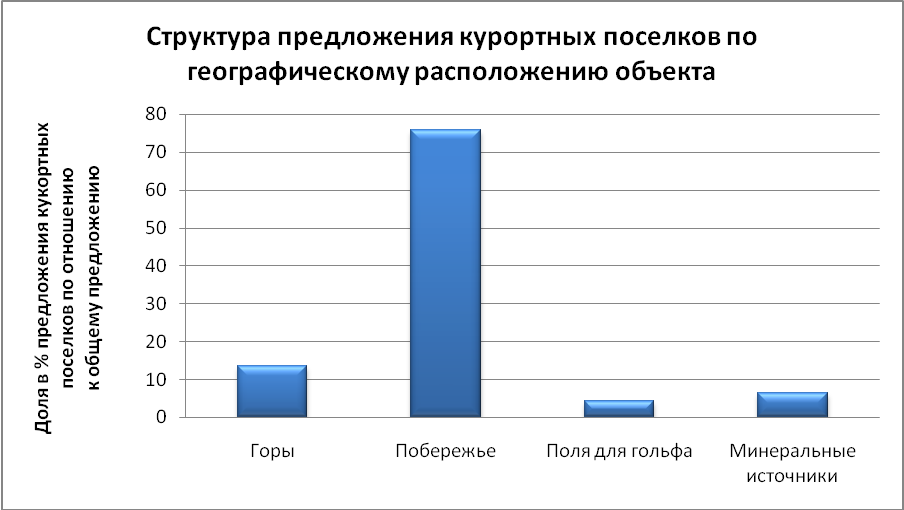 Структура предложения курортных поселков по
географическому расположению объекта
Доля в % предложения кукортных
поселков по отношению
к общему предложению
80
70
60
50
40
30
20
10
0
Горы
Побережье
Поля для гольфа
Минеральные
источники